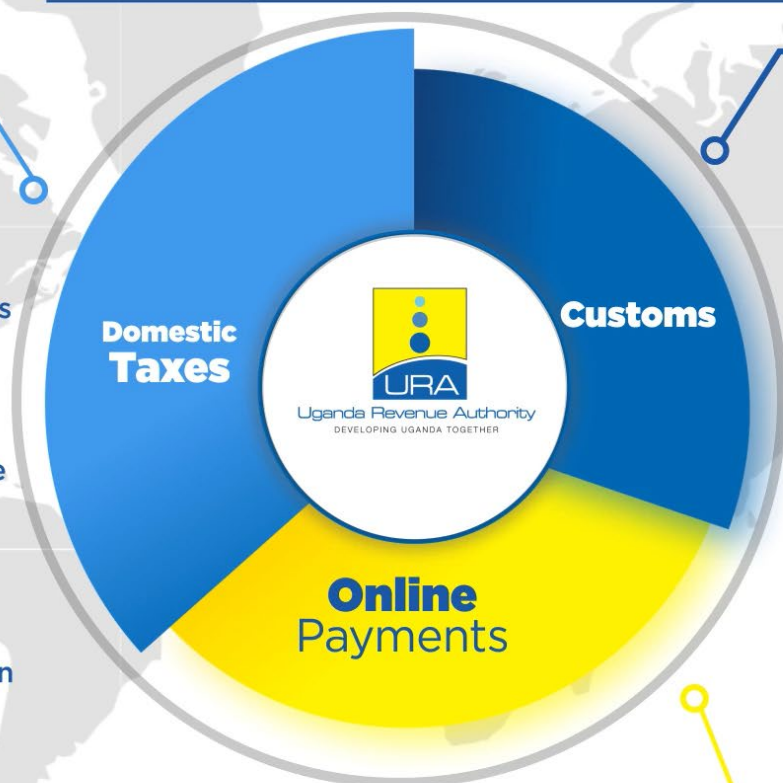 Domestic
Taxes
Customs
URA
Uganda Revenue Authority
DEVELOPING UGANDA TOGETHER
Online
Payments